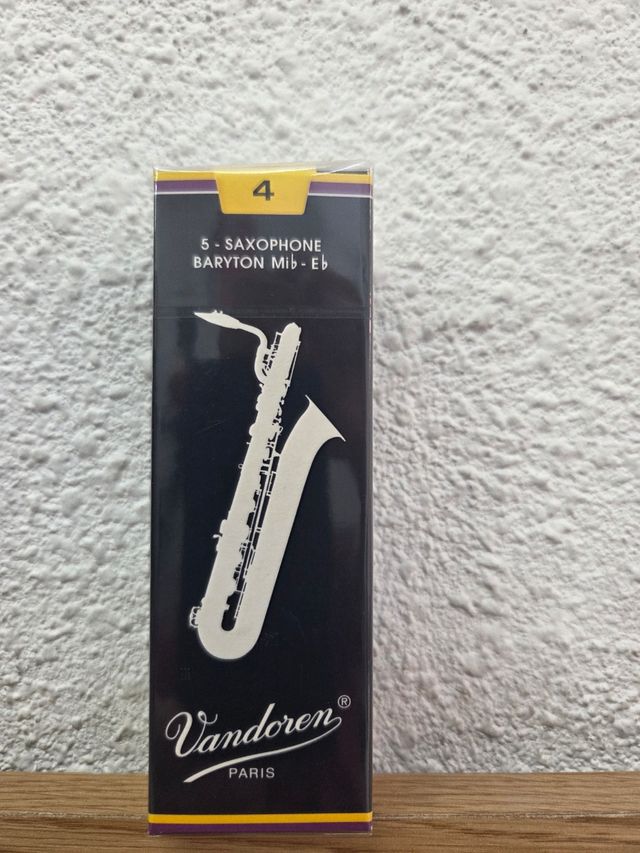 4
5 - SAXOPHONE
BARYTON Mi♭ - E♭
Vandoren®
PARIS